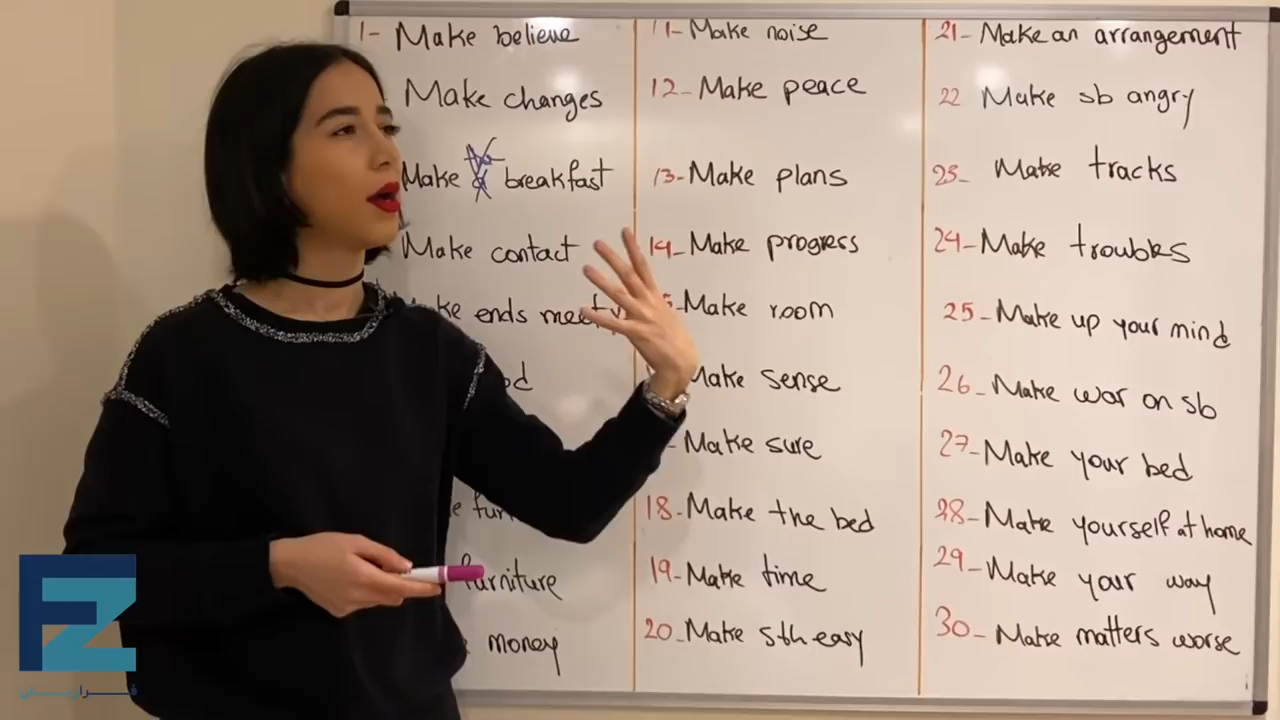 1- Make believe
Make changes
Make breakfast
Make contact
ke ends meet
od
e fur
furniture
money
11- Make noise
12- Make peace
13- Make plans
14- Make progress
Make room
Make sense
Make sure
18- Make the bed
19- Make time
20- Make sth easy
21- Make an arrangement
22 Make sb angry
23- Make tracks
24- Make troubles
25- Make up your mind
26- Make war on sb
27- Make your bed
28- Make yourself at home
29- Make your way
30- Make matters worse
FZ